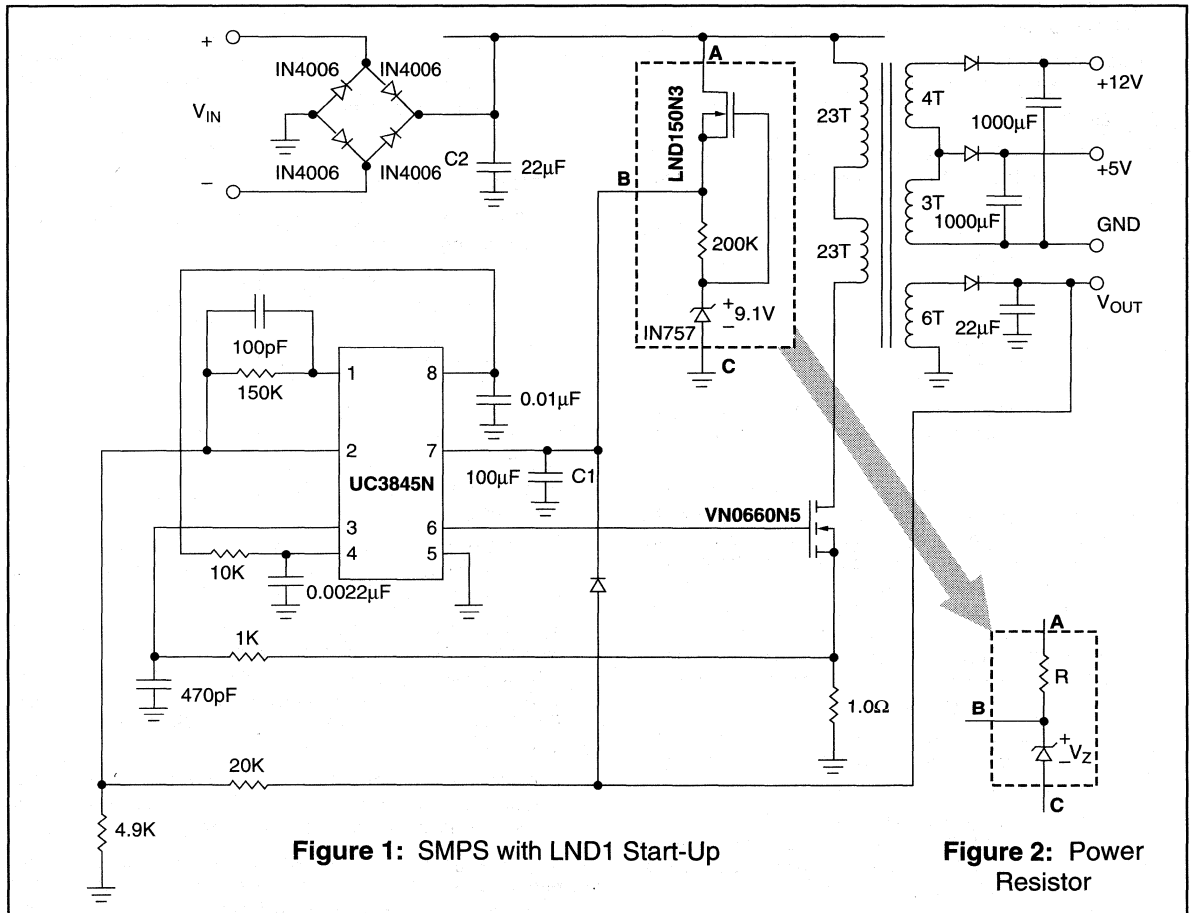 +
IN4006
IN4006
VIN
IN4006
IN4006
−
C2
22µF
A
LND150N3
B
200K
+
9.1V
−
IN757
C
23T
23T
4T
3T
6T
1000µF
1000µF
22µF
+12V
+5V
GND
VOUT
100pF
150K
1
2
3
4
5
6
7
8
UC3845N
0.01µF
100µF
C1
VN0660N5
10K
0.0022µF
1K
470pF
1.0Ω
20K
4.9K
A
R
B
+
−
VZ
C
Figure 1: SMPS with LND1 Start-Up
Figure 2: Power
Resistor